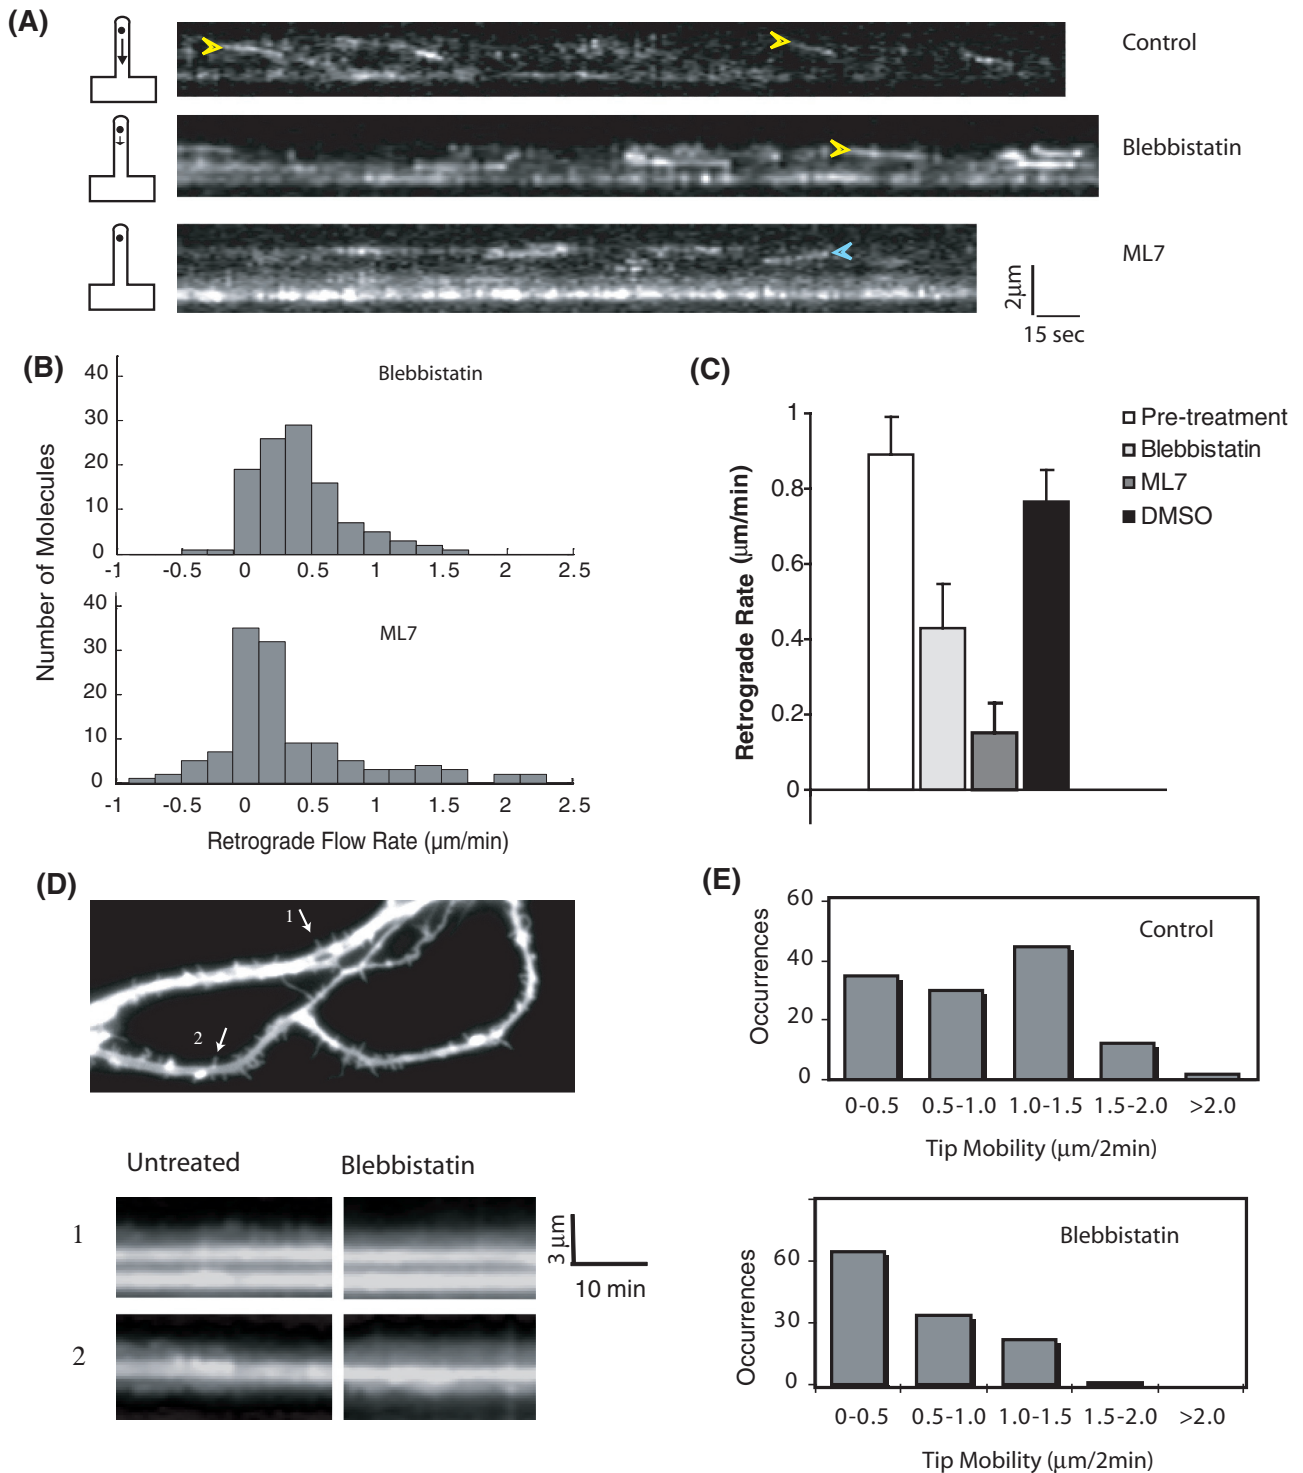 (A)
Control
Blebbistatin
ML7
2μm
15 sec
(B)
Blebbistatin
40
30
20
10
0
-1 -0.5 0 0.5 1 1.5 2 2.5
ML7
40
30
20
10
0
-1 -0.5 0 0.5 1 1.5 2 2.5
Number of Molecules
Retrograde Flow Rate (μm/min)
(C)
1
0.8
0.6
0.4
0.2
0
Retrograde Rate (μm/min)
Pre-treatment
Blebbistatin
ML7
DMSO
(D)
1
2
Untreated
Blebbistatin
1
2
3 μm
10 min
(E)
60
40
20
0
Occurrences
Control
0-0.5 0.5-1.0 1.0-1.5 1.5-2.0 >2.0
Tip Mobility (μm/2min)
60
30
0
Occurrences
Blebbistatin
0-0.5 0.5-1.0 1.0-1.5 1.5-2.0 >2.0
Tip Mobility (μm/2min)